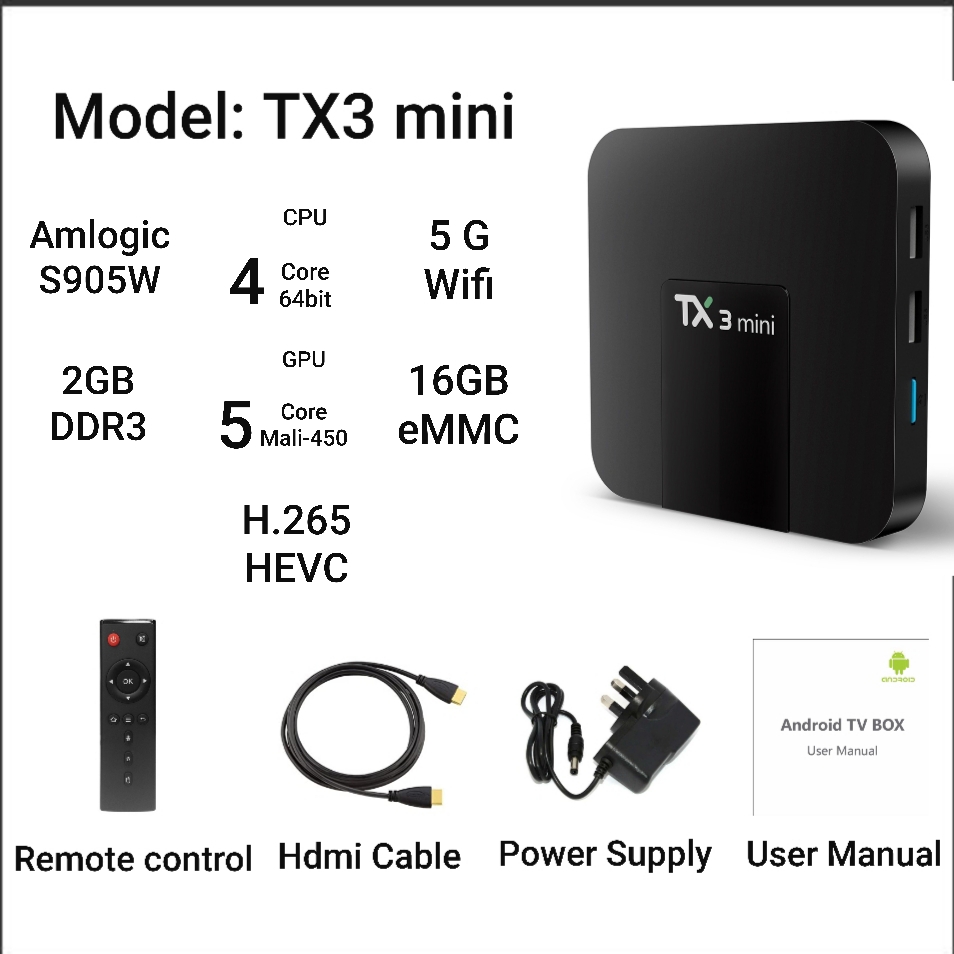 Model: TX3 mini
Amlogic
S905W
CPU
4 Core
64bit
5 G
Wifi
2GB
DDR3
GPU
5 Core
Mali-450
16GB
eMMC
H.265
HEVC
TX3 mini
OK
ANDROID
Android TV BOX
User Manual
Remote control
Hdmi Cable
Power Supply
User Manual